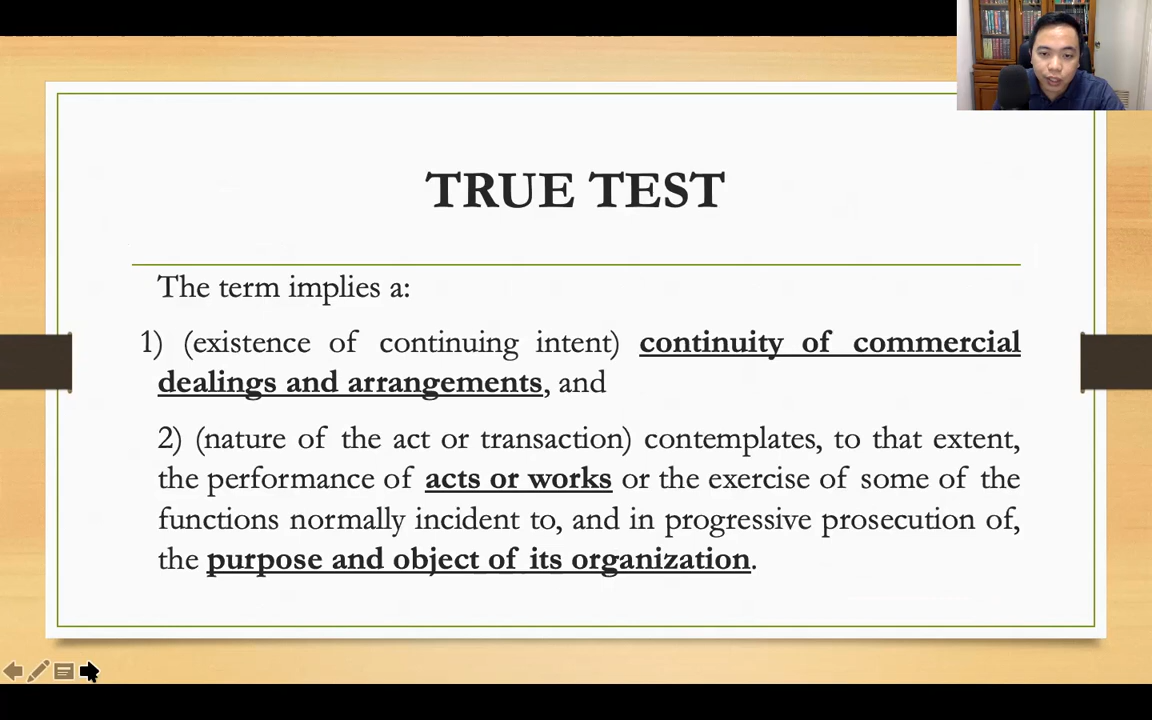 TRUE TEST
The term implies a:
1) (existence of continuing intent) continuity of commercial
dealings and arrangements, and
2) (nature of the act or transaction) contemplates, to that extent,
the performance of acts or works or the exercise of some of the
functions normally incident to, and in progressive prosecution of,
the purpose and object of its organization.